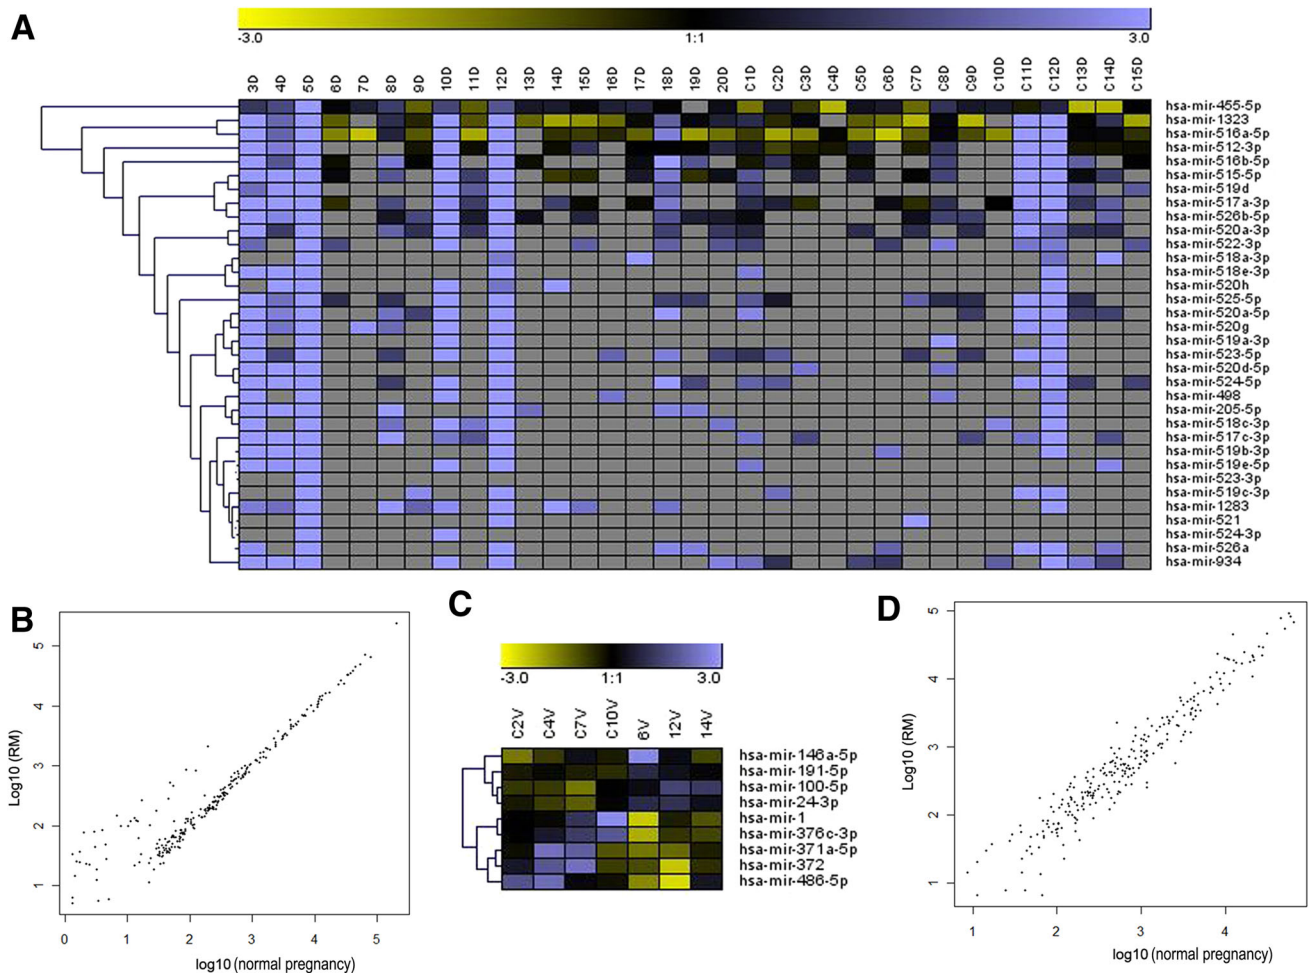 A
-3.0 1:1 3.0
3D 4D 5D 6D 7D 8D 9D 10D 11D 12D 13D 14D 15D 16D 17D 18D 19D 20D C1D C2D C3D C4D C5D C6D C7D C8D C9D C10D C11D C12D C13D C14D C15D
hsa-mir-455-5p
hsa-mir-1323
hsa-mir-516a-5p
hsa-mir-512-3p
hsa-mir-516b-5p
hsa-mir-515-5p
hsa-mir-519d
hsa-mir-517a-3p
hsa-mir-526b-5p
hsa-mir-520a-3p
hsa-mir-522-3p
hsa-mir-518a-3p
hsa-mir-518e-3p
hsa-mir-520h
hsa-mir-525-5p
hsa-mir-520a-5p
hsa-mir-520g
hsa-mir-519a-3p
hsa-mir-523-5p
hsa-mir-520d-5p
hsa-mir-524-5p
hsa-mir-498
hsa-mir-205-5p
hsa-mir-518c-3p
hsa-mir-517c-3p
hsa-mir-519b-3p
hsa-mir-519e-5p
hsa-mir-523-3p
hsa-mir-519c-3p
hsa-mir-1283
hsa-mir-521
hsa-mir-524-3p
hsa-mir-526a
hsa-mir-934
B
Log10 (RM)
5
4
3
2
1
0 1 2 3 4 5
log10 (normal pregnancy)
C
-3.0 1:1 3.0
C2V C4V C7V C10V 6V 12V 14V
hsa-mir-146a-5p
hsa-mir-191-5p
hsa-mir-100-5p
hsa-mir-24-3p
hsa-mir-1
hsa-mir-376c-3p
hsa-mir-371a-5p
hsa-mir-372
hsa-mir-486-5p
D
Log10 (RM)
5
4
3
2
1
1 2 3 4
log10 (normal pregnancy)